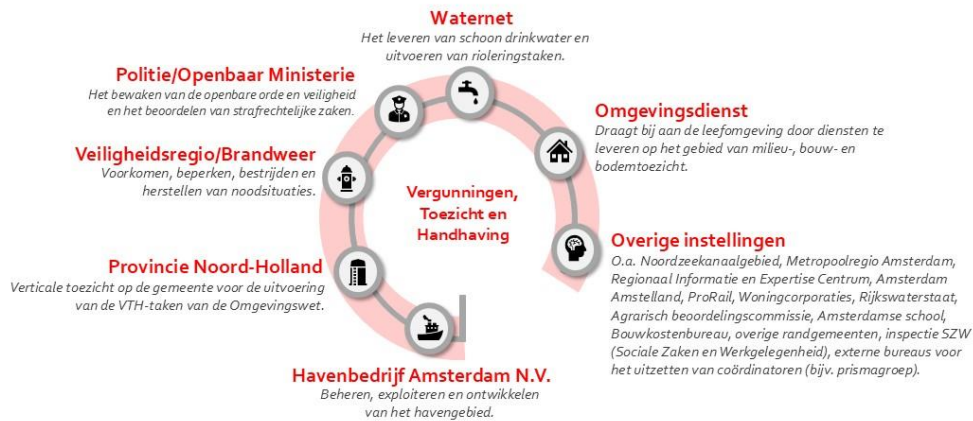 Waternet
Het leveren van schoon drinkwater en
uitvoeren van rioleringstaken.
Politie/Openbaar Ministerie
Het bewaken van de openbare orde en veiligheid
en het beoordelen van strafrechtelijke zaken.
Omgevingsdienst
Draagt bij aan de leefomgeving door diensten te
leveren op het gebied van milieu-, bouw- en
bodemtoezicht.
Veiligheidsregio/Brandweer
Voorkomen, beperken, bestrijden en
herstellen van noodsituaties.
Vergunningen,
Toezicht en
Handhaving
Overige instellingen
O.a. Noordzeekanaalgebied, Metropoolregio Amsterdam,
Regionaal Informatie en Expertise Centrum, Amsterdam
Amstelland, ProRail, Woningcorporaties, Rijkswaterstaat,
Agrarisch beoordelingscommissie, Amsterdamse school,
Bouwkostenbureau, overige randgemeenten, inspectie SZW
(Sociale Zaken en Werkgelegenheid), externe bureaus voor
het uitzetten van coördinatoren (bijv. prismagroep).
Provincie Noord-Holland
Verticale toezicht op de gemeente voor de uitvoering
van de VTH-taken van de Omgevingswet.
Havenbedrijf Amsterdam N.V.
Beheren, exploiteren en ontwikkelen
van het havengebied.